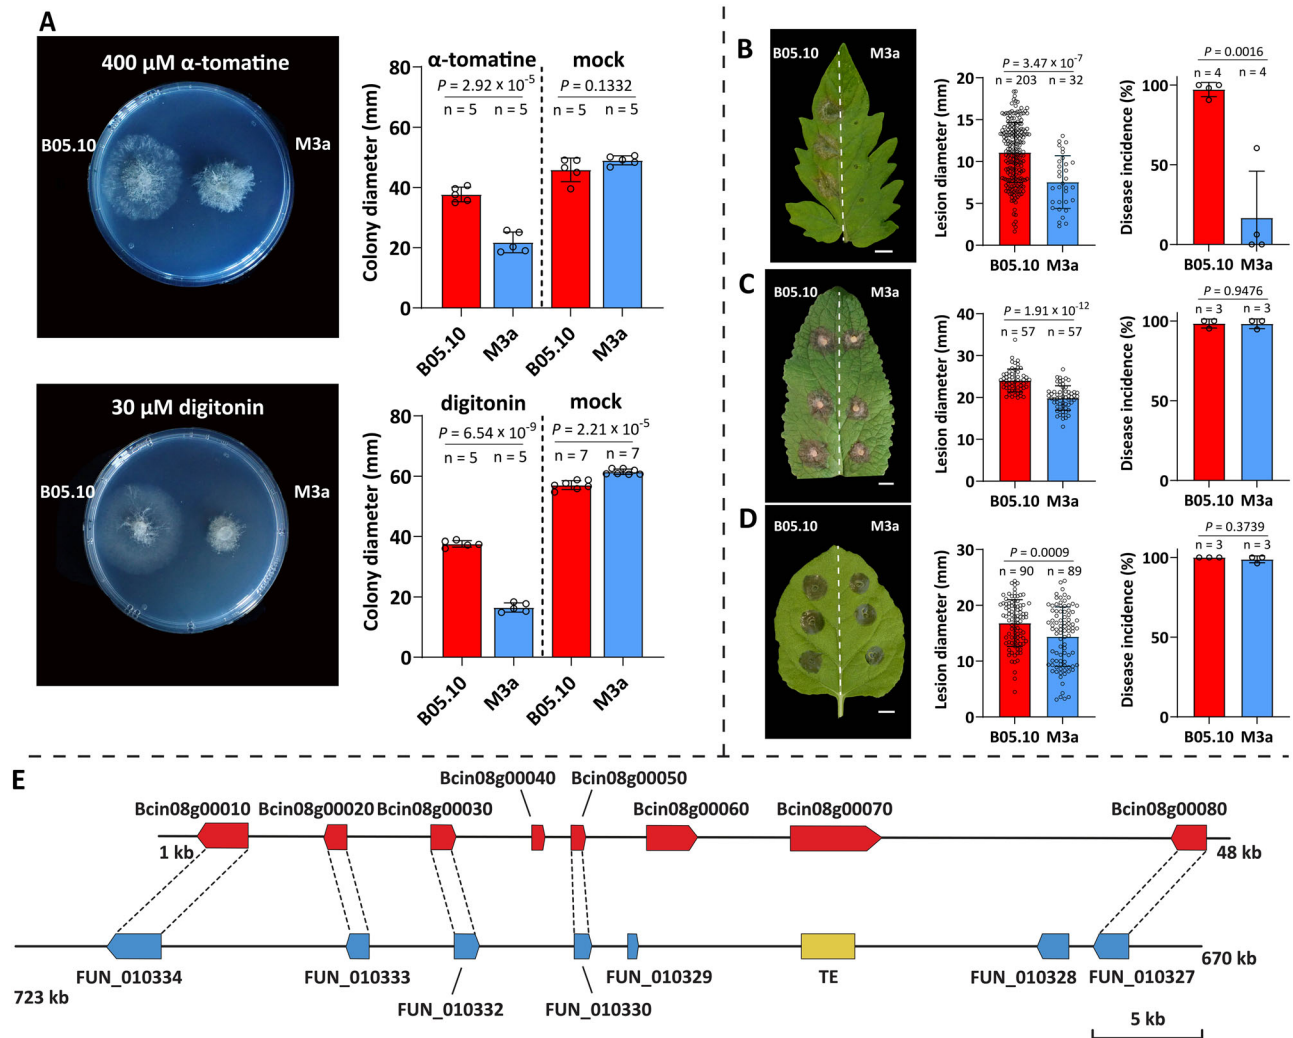 A
400 µM α-tomatine
B05.10
M3a
Colony diameter (mm)
80
60
40
20
0
α-tomatine
mock
P = 2.92 x 10-5
P = 0.1332
n = 5
n = 5
n = 5
n = 5
B05.10
M3a
B05.10
M3a
30 µM digitonin
B05.10
M3a
Colony diameter (mm)
80
60
40
20
0
digitonin
mock
P = 6.54 x 10-9
P = 2.21 x 10-5
n = 5
n = 5
n = 7
n = 7
B05.10
M3a
B05.10
M3a
B
B05.10
M3a
Lesion diameter (mm)
20
15
10
5
0
P = 3.47 x 10-7
n = 203
n = 32
B05.10
M3a
Disease incidence (%)
100
50
0
P = 0.0016
n = 4
n = 4
B05.10
M3a
C
B05.10
M3a
Lesion diameter (mm)
40
30
20
10
0
P = 1.91 x 10-12
n = 57
n = 57
B05.10
M3a
Disease incidence (%)
100
50
0
P = 0.9476
n = 3
n = 3
B05.10
M3a
D
B05.10
M3a
Lesion diameter (mm)
30
20
10
0
P = 0.0009
n = 90
n = 89
B05.10
M3a
Disease incidence (%)
100
50
0
P = 0.3739
n = 3
n = 3
B05.10
M3a
E
Bcin08g00010
Bcin08g00020
Bcin08g00030
Bcin08g00040
Bcin08g00050
Bcin08g00060
Bcin08g00070
Bcin08g00080
1 kb
48 kb
723 kb
FUN_010334
FUN_010333
FUN_010332
FUN_010330
FUN_010329
TE
FUN_010328
FUN_010327
670 kb
5 kb